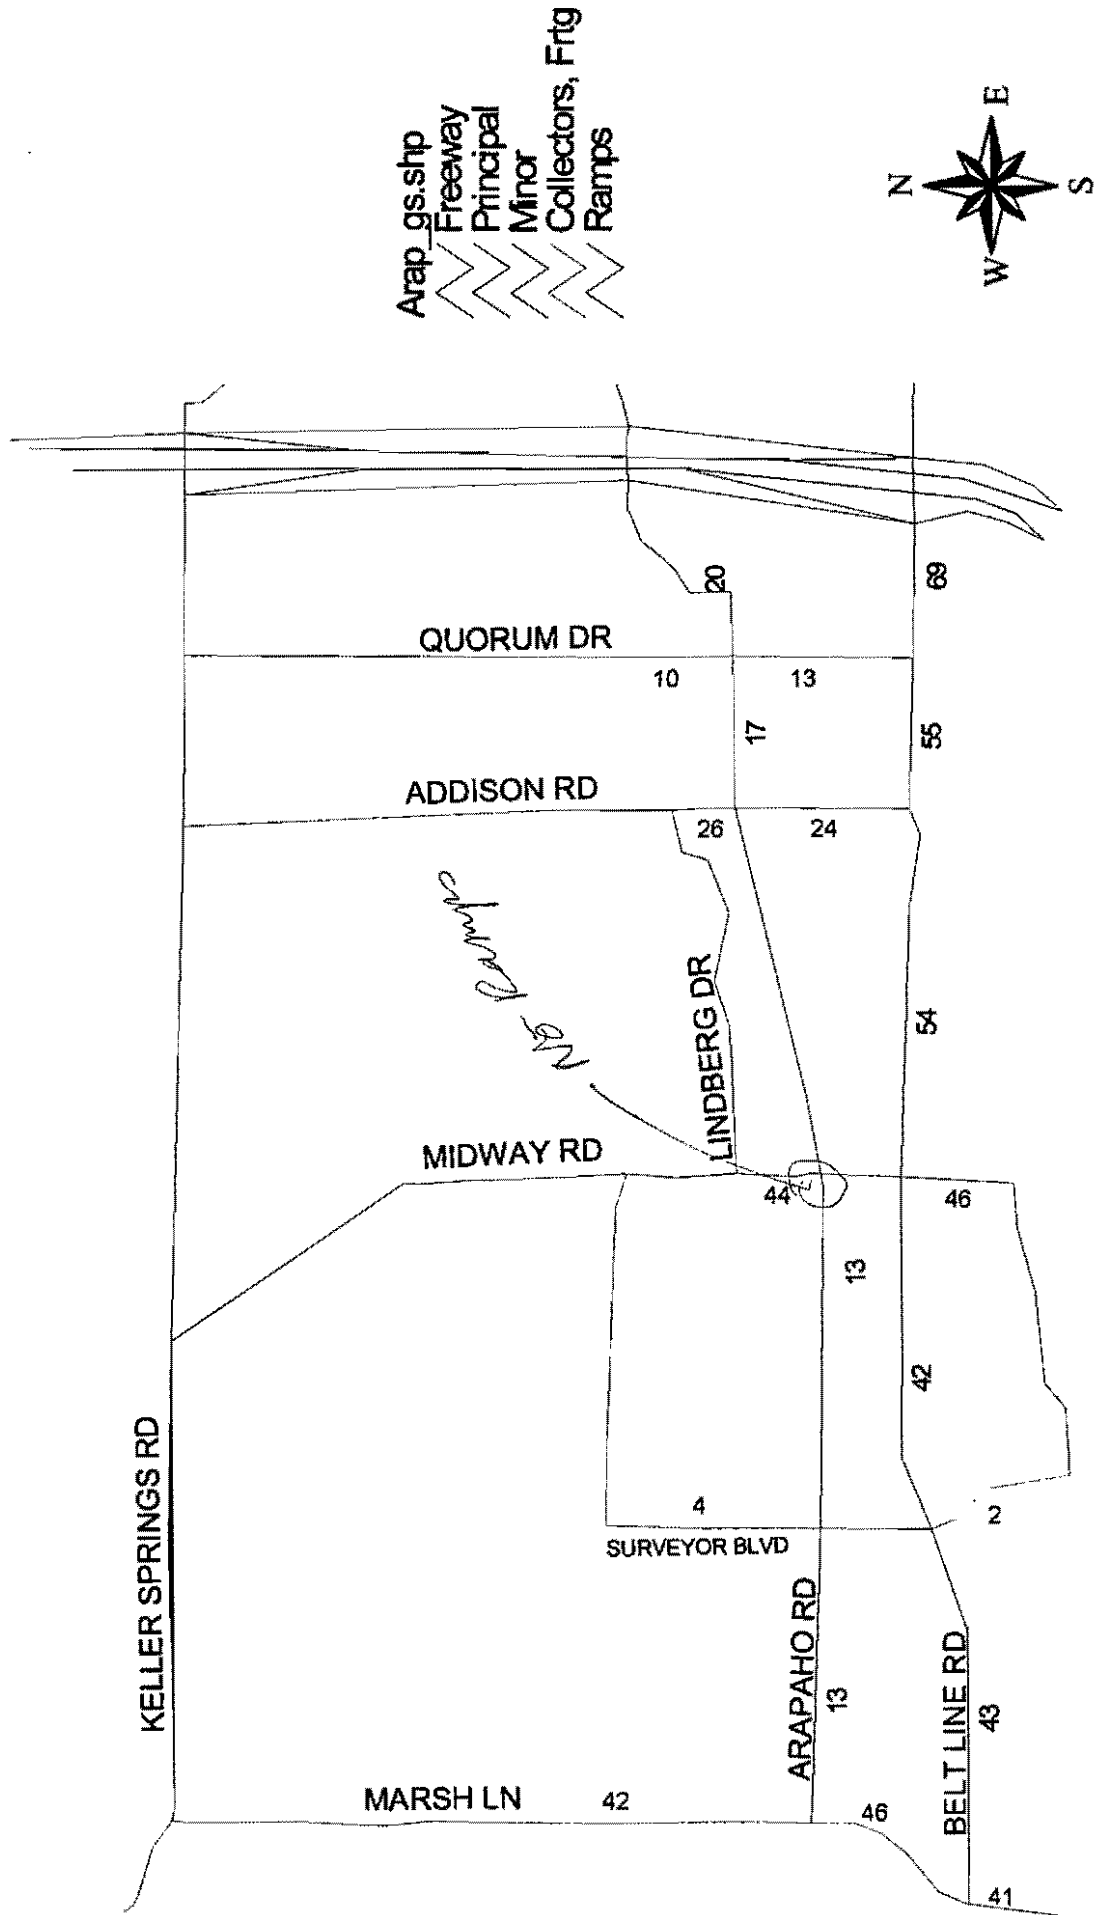 Arap_gs.shp
Freeway
Principal
Minor
Collectors, Frtg
Ramps
N
E
S
W
KELLER SPRINGS RD
MARSH LN
42
46
41
ARAPAHO RD
13
BELT LINE RD
43
SURVEYOR BLVD
4
2
42
13
MIDWAY RD
44
46
No Ramps
LINDBERG DR
54
ADDISON RD
26
24
QUORUM DR
10
13
17
55
20
69